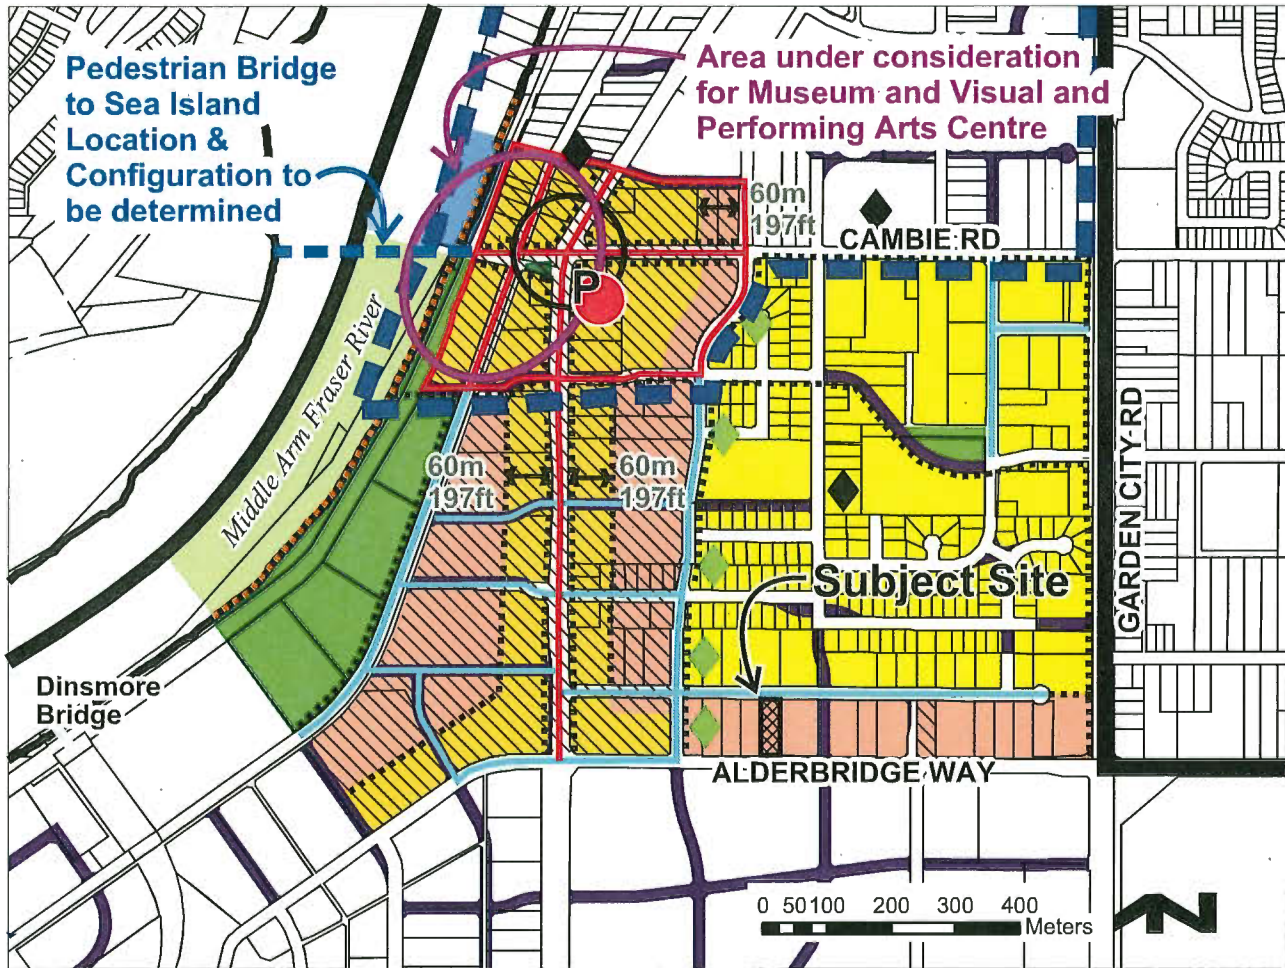 Pedestrian Bridge
to Sea Island
Location &
Configuration to
be determined
Area under consideration
for Museum and Visual and
Performing Arts Centre
60m
197ft
CAMBIE RD
P
Middle Arm Fraser River
60m
197ft
60m
197ft
GARDEN CITY RD
Subject Site
Dinsmore
Bridge
ALDERBRIDGE WAY
0 50 100 200 300 400
Meters
N